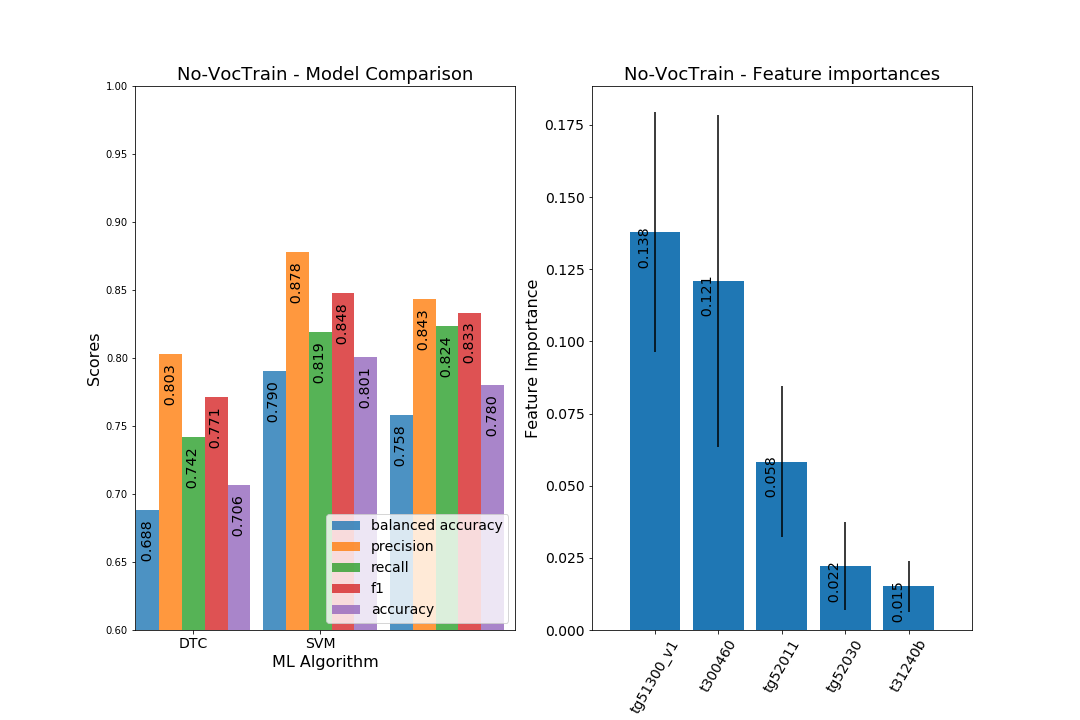 No-VocTrain - Model Comparison
1.00
0.95
0.90
0.85
0.80
0.75
0.70
0.65
0.60
Scores
0.688
0.803
0.742
0.771
0.706
0.790
0.878
0.819
0.848
0.801
0.758
0.843
0.824
0.833
0.780
balanced accuracy
precision
recall
f1
accuracy
DTC
SVM
ML Algorithm
No-VocTrain - Feature importances
0.175
0.150
0.125
0.100
0.075
0.050
0.025
0.000
Feature Importance
0.138
0.121
0.058
0.022
0.015
tg51300_v1
t300460
tg52011
tg52030
t31240b